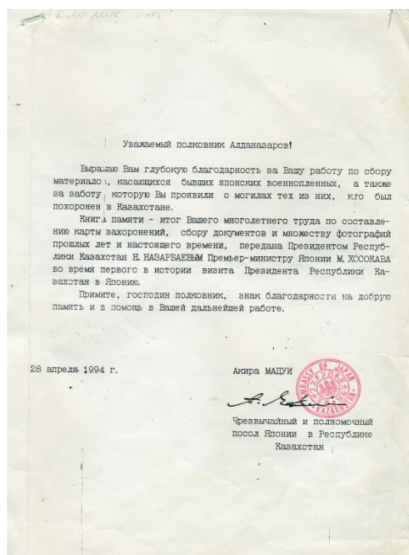 Уважаемый полковник Алданазаров!
Выражаю Вам глубокую благодарность за Вашу работу по сбору
материалов, касающихся бывших японских военнопленных, а также
за заботу, которую Вы проявили о могилах тех из них, кто был
похоронен в Казахстане.
Книга памяти - итог Вашего многолетнего труда по составле-
нию карты захоронений, сбору документов и множеству фотографий
прошлых лет и настоящего времени, передана Президентом Респуб-
лики Казахстан Н.НАЗАРБАЕВЫМ Премьер-министру Японии М.ХОСОКАВА
во время первого в истории визита Президента Республики Ка-
захстан в Японию.
Примите, господин полковник, знак благодарности на добрую
память и в помощь в Вашей дальнейшей работе.
28 апреля 1994 г.
Акира МАЦУИ
EMBASSY OF JAPAN
KAZAKHSTAN
Чрезвычайный и полномочный
посол Японии в Республике
Казахстан